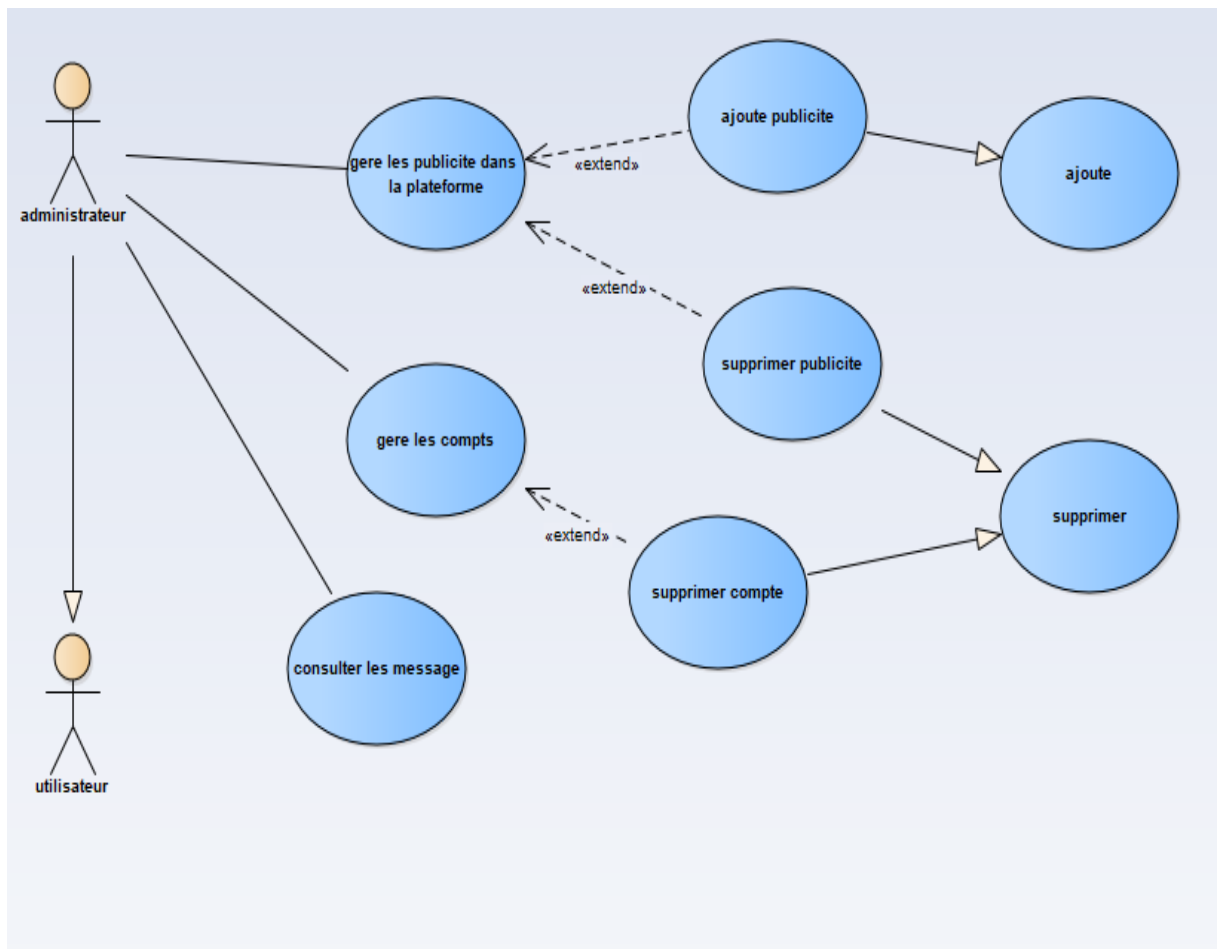 ajoute publicite
gere les publicite dans
la plateforme
«extend»
ajoute
administrateur
«extend»
supprimer publicite
gere les compts
supprimer
«extend»
supprimer compte
consulter les message
utilisateur